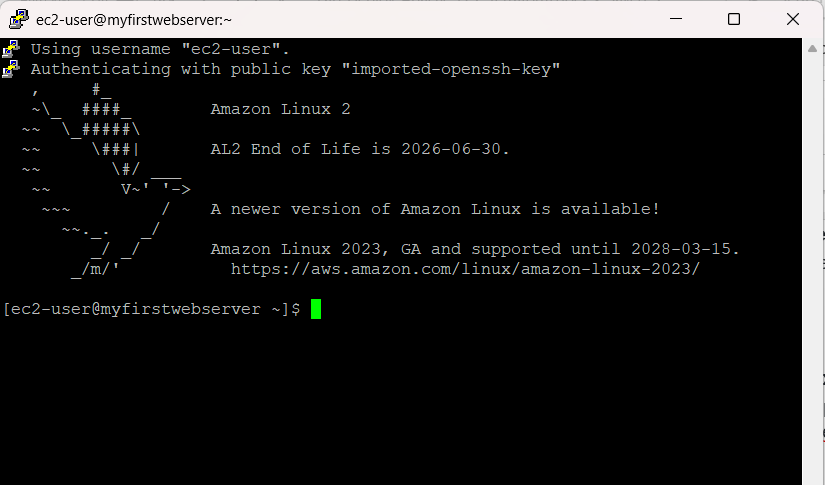 ec2-user@myfirstwebserver:~
Using username "ec2-user".
Authenticating with public key "imported-openssh-key"
   ,     #_
   ~\_  ####_        Amazon Linux 2
  ~~  \_#####\
  ~~     \###|       AL2 End of Life is 2026-06-30.
  ~~       \#/ ___
   ~~       V~' '->
    ~~~         /    A newer version of Amazon Linux is available!
      ~~._.   _/
         _/ _/       Amazon Linux 2023, GA and supported until 2028-03-15.
       _/m/'           https://aws.amazon.com/linux/amazon-linux-2023/
[ec2-user@myfirstwebserver ~]$